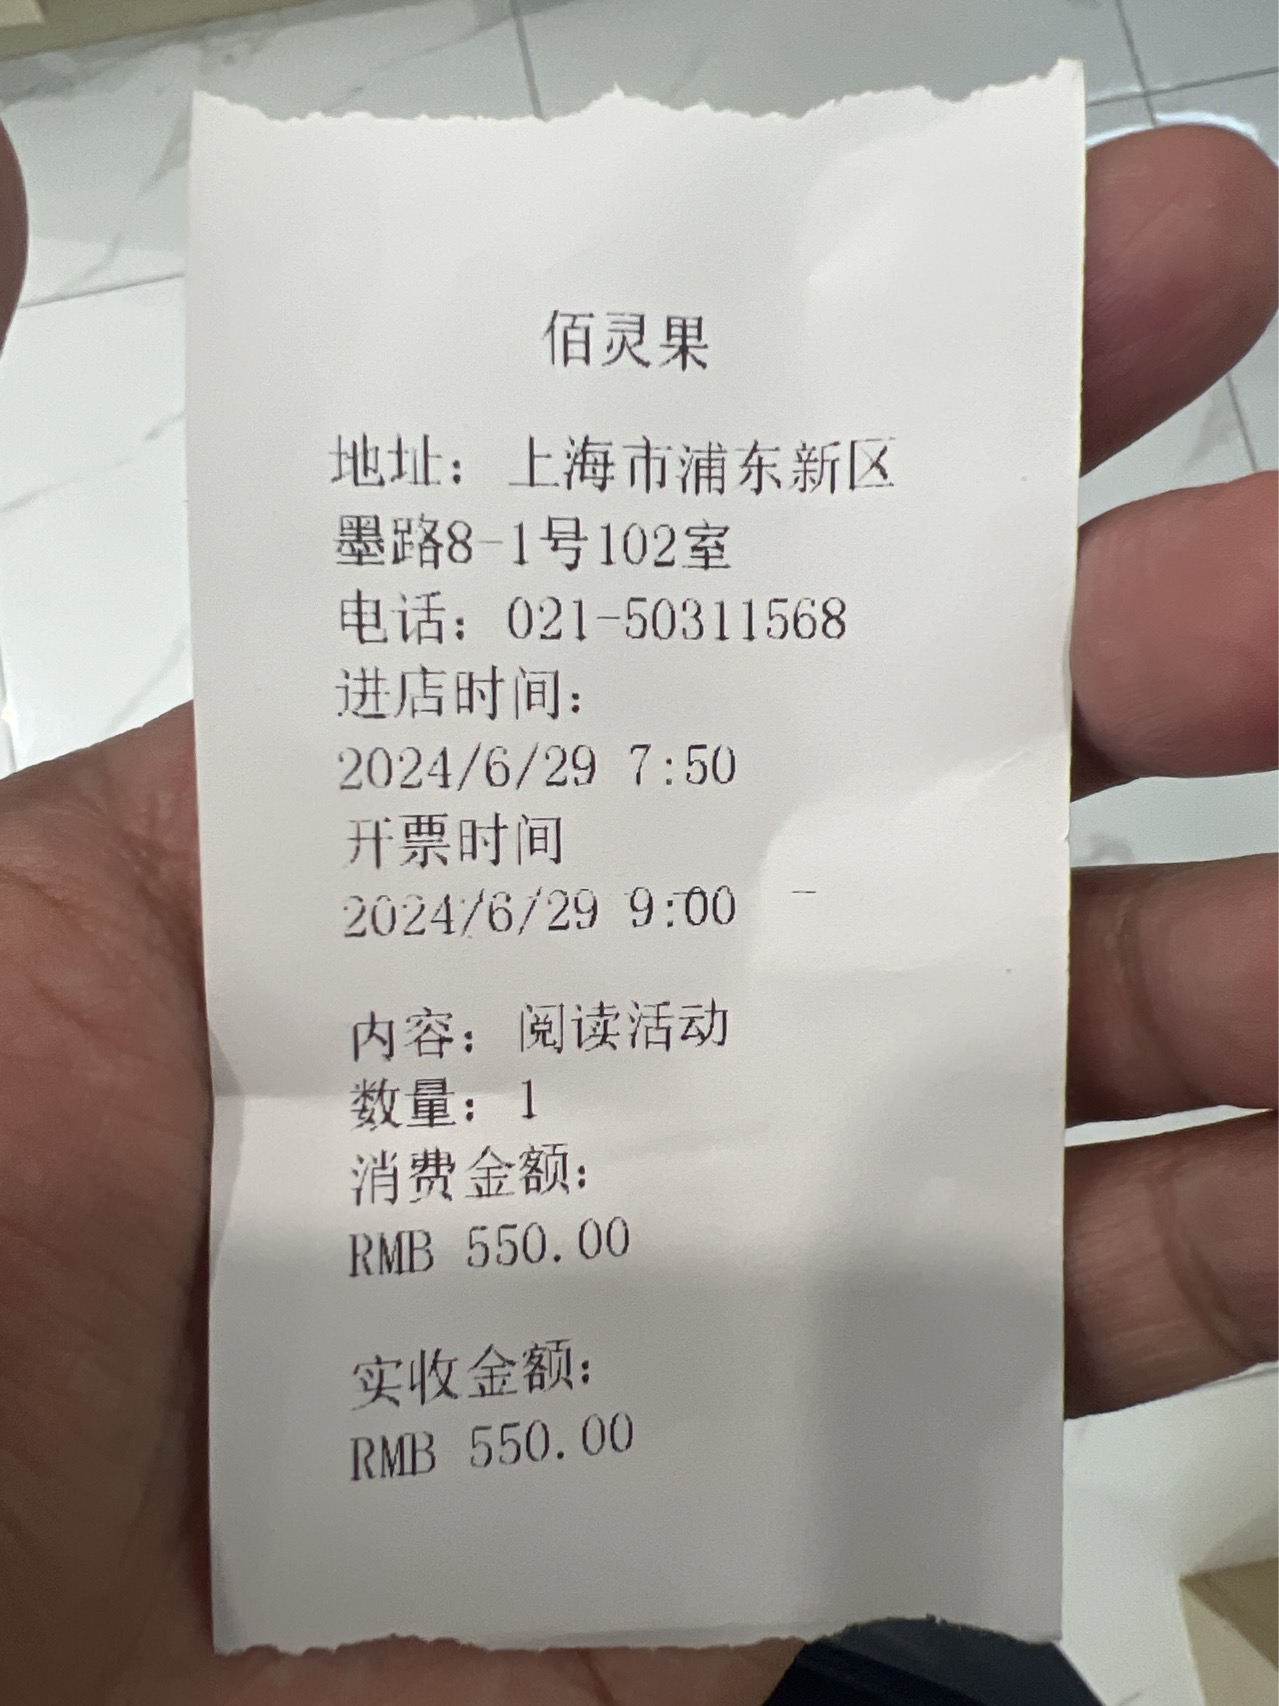 佰灵果
地址：上海市浦东新区
墨路8-1号102室
电话：021-50311568
进店时间：
2024/6/29 7:50
开票时间
2024/6/29 9:00
内容：阅读活动
数量：1
消费金额：
RMB 550.00
实收金额：
RMB 550.00